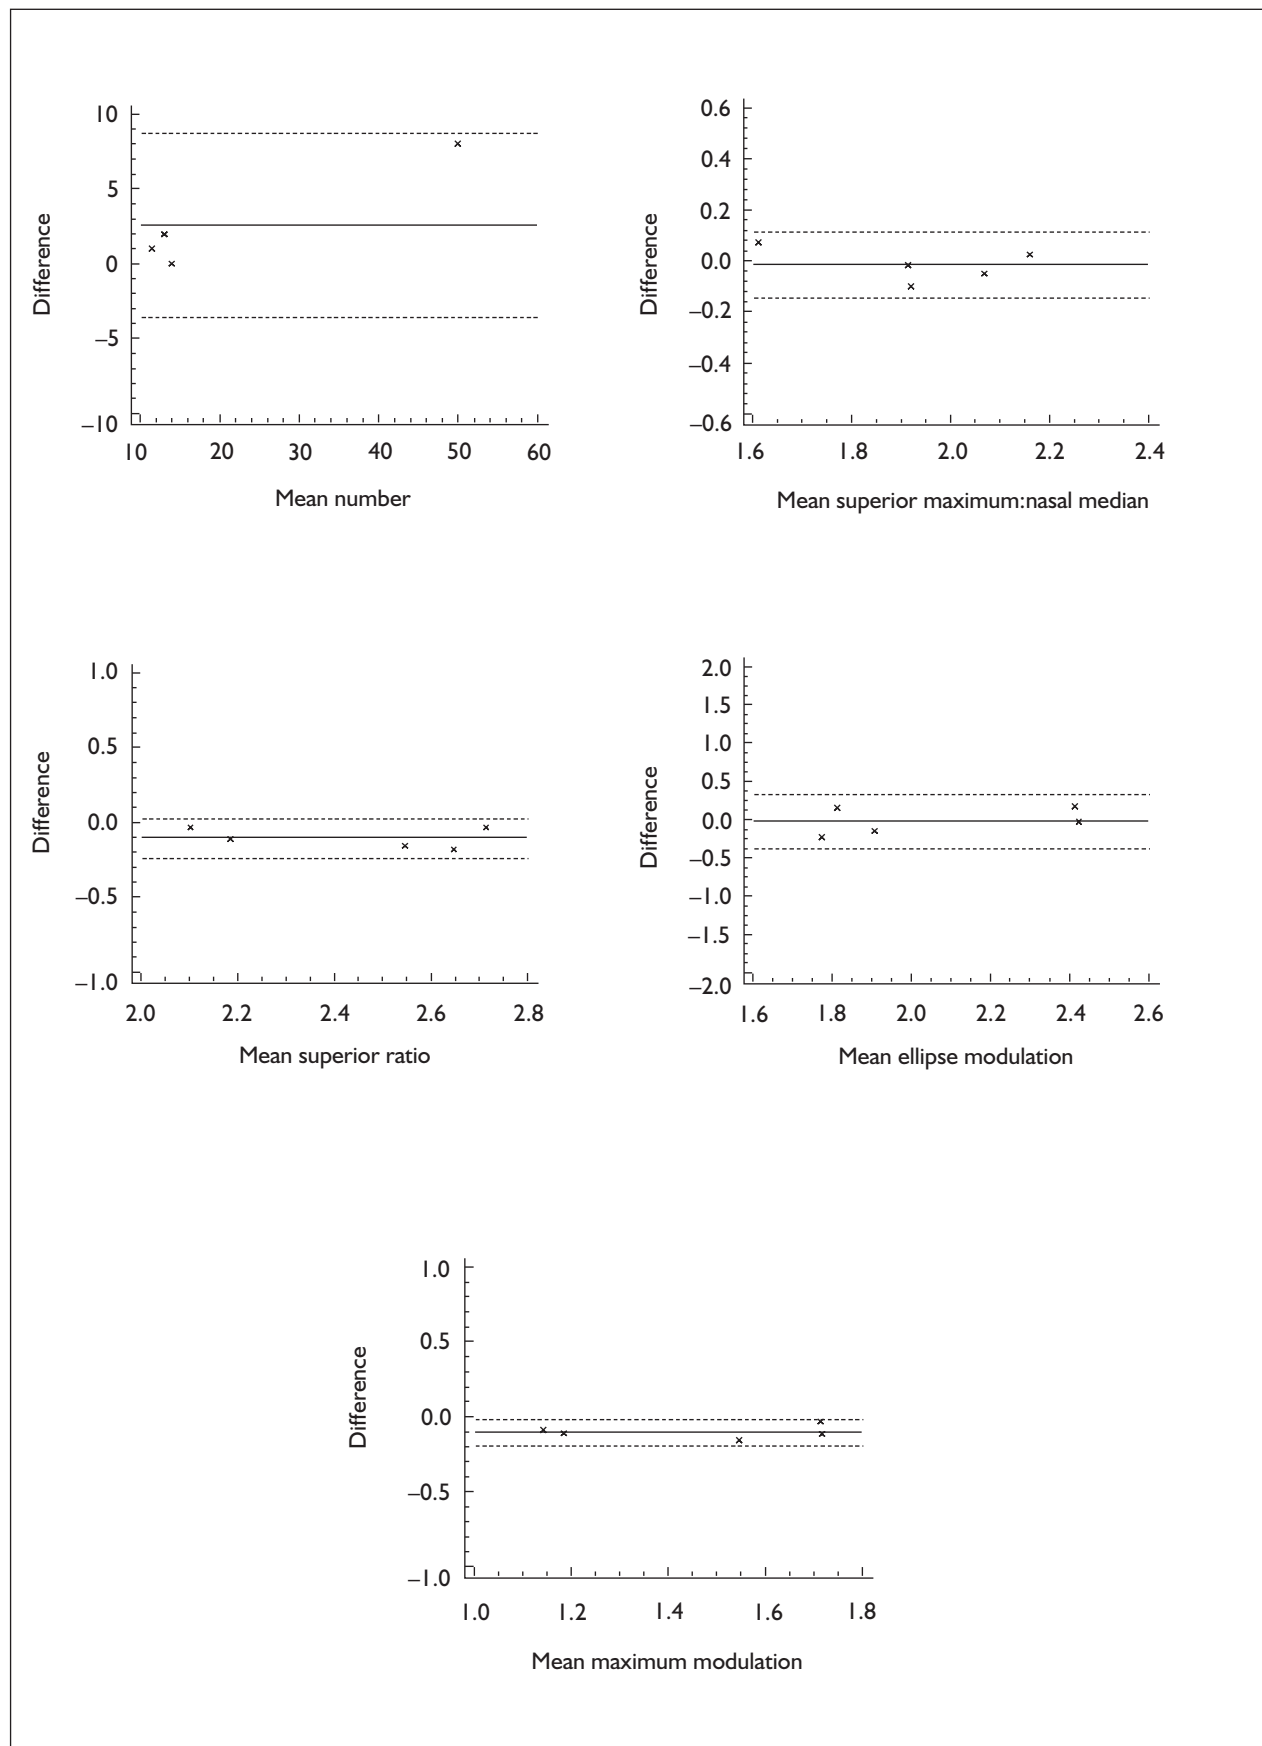 10
5
0
–5
–10
Difference
10 20 30 40 50 60
Mean number
0.6
0.4
0.2
0.0
–0.2
–0.4
–0.6
Difference
1.6 1.8 2.0 2.2 2.4
Mean superior maximum:nasal median
1.0
0.5
0.0
–0.5
–1.0
Difference
2.0 2.2 2.4 2.6 2.8
Mean superior ratio
2.0
1.5
1.0
0.5
0.0
–0.5
–1.0
–1.5
–2.0
Difference
1.6 1.8 2.0 2.2 2.4 2.6
Mean ellipse modulation
1.0
0.5
0.0
–0.5
–1.0
Difference
1.0 1.2 1.4 1.6 1.8
Mean maximum modulation